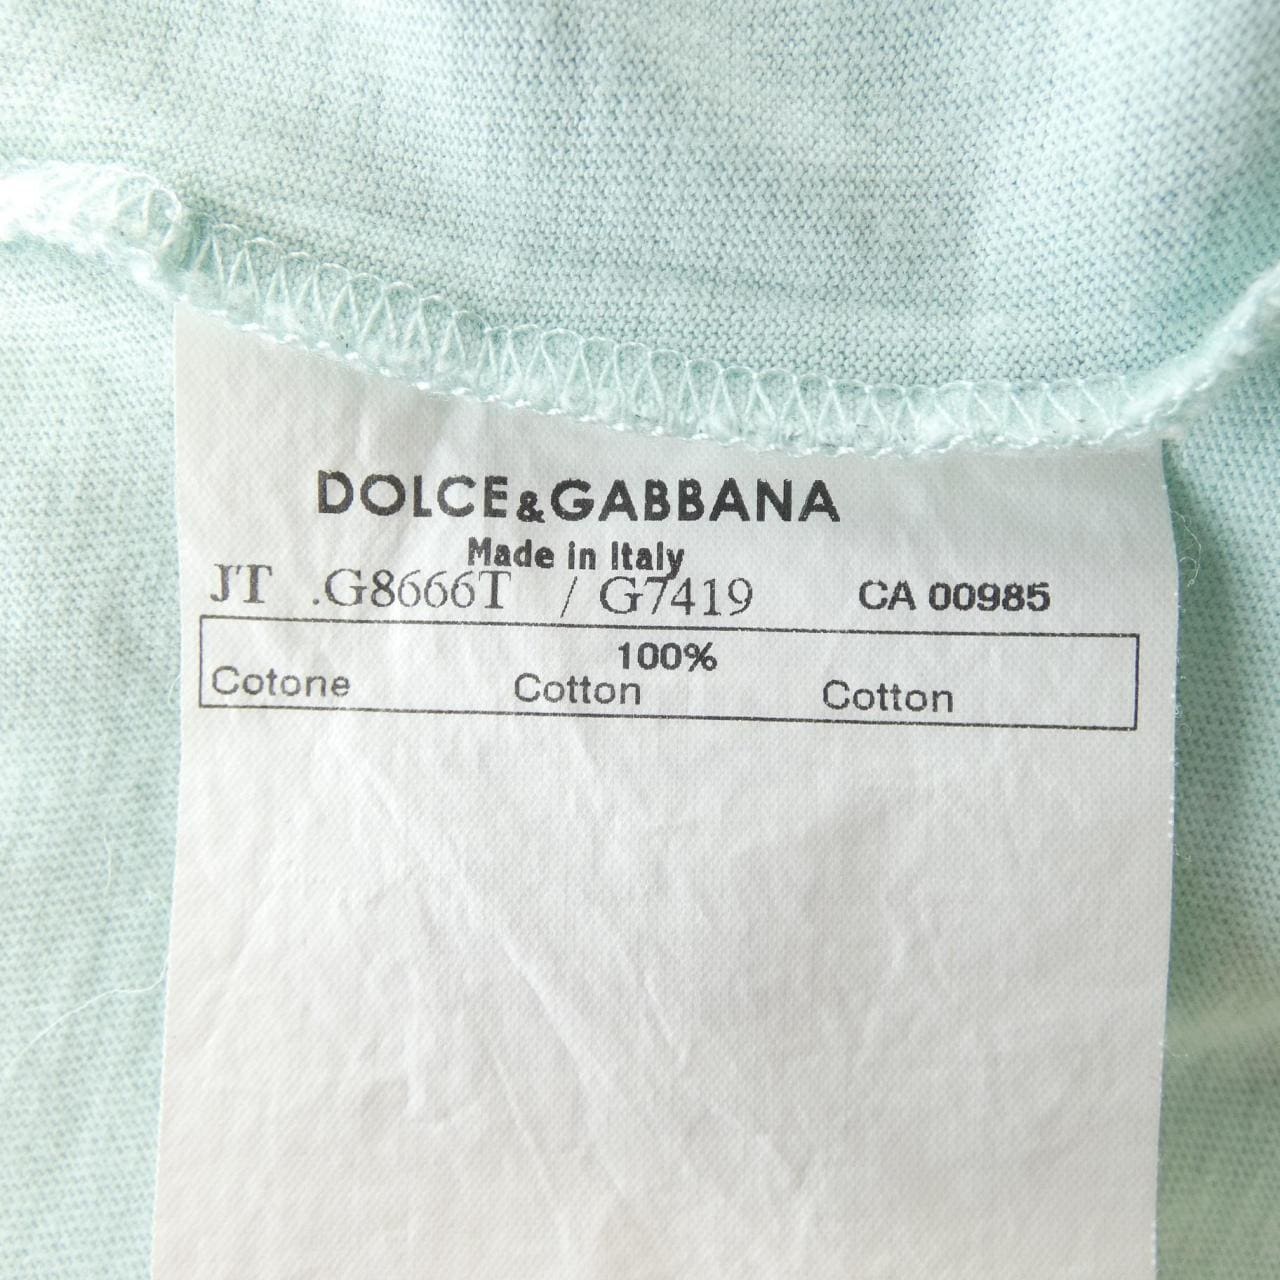 DOLCE&GABBANA
Made in Italy
JT .G8666T / G7419 CA 00985
100%
Cotone Cotton Cotton